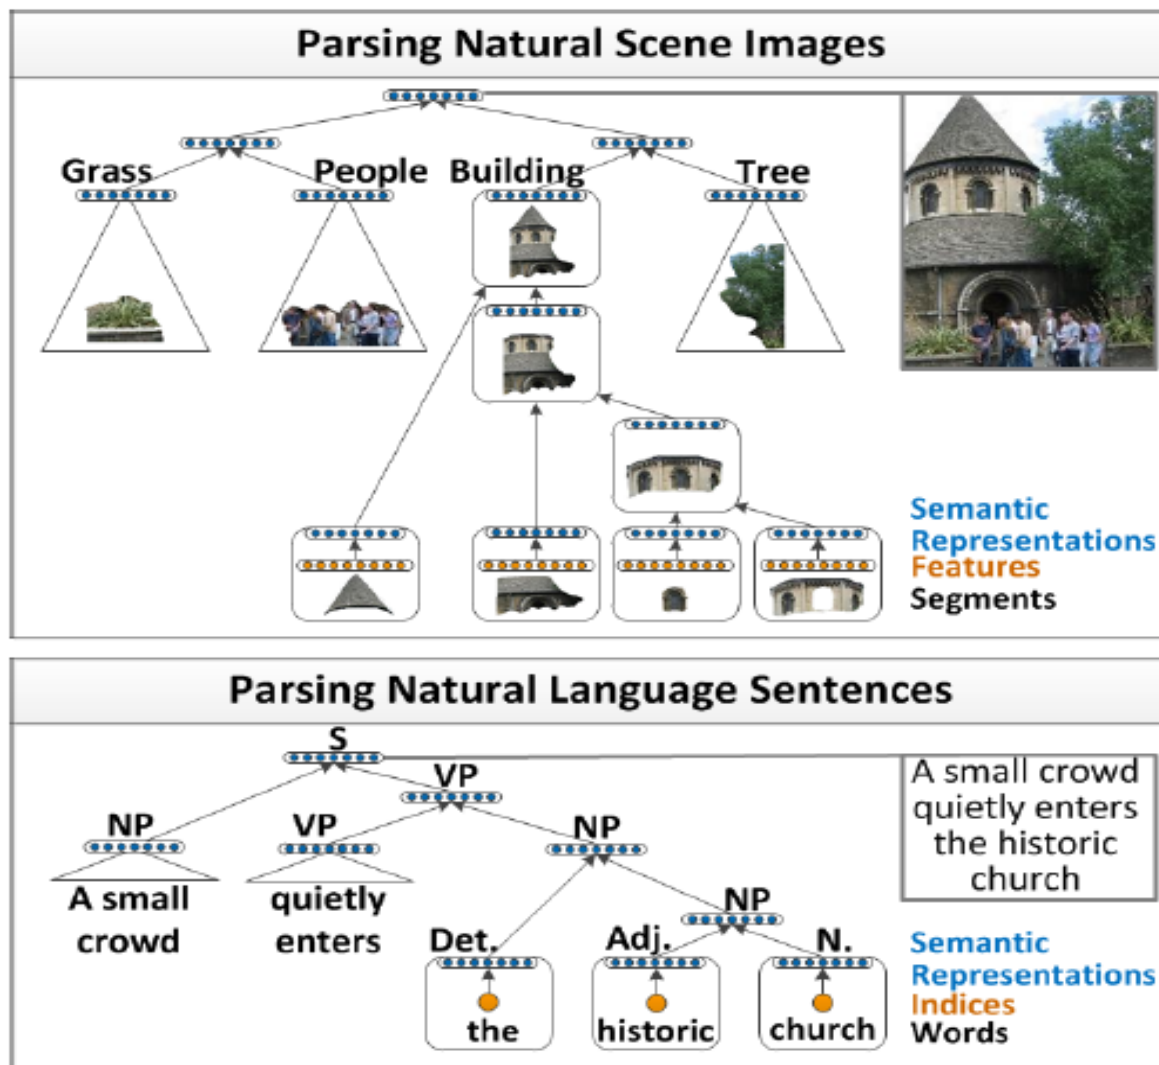 Parsing Natural Scene Images
Grass
People
Building
Tree
Semantic
Representations
Features
Segments
Parsing Natural Language Sentences
S
VP
NP
VP
NP
A small
crowd
quietly
enters
NP
Det.
Adj.
N.
the
historic
church
A small crowd
quietly enters
the historic
church
Semantic
Representations
Indices
Words